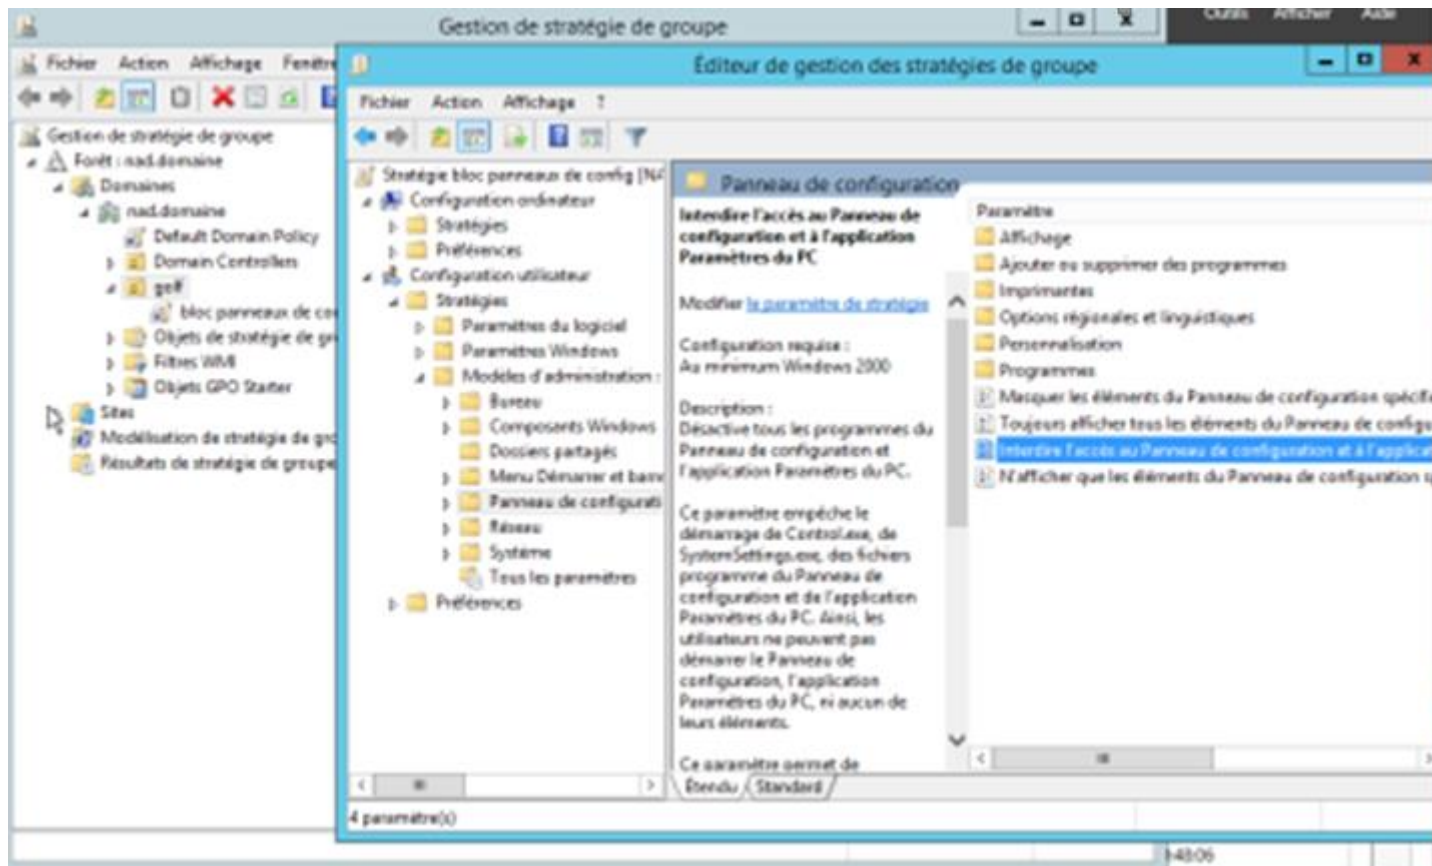 Gestion de stratégie de groupe
Outils Afficher Aide
Fichier Action Affichage Fenêtre
Gestion de stratégie de groupe
Forêt : nad.domaine
Domaines
nad.domaine
Default Domain Policy
Domain Controllers
golf
bloc panneaux de
Objets de stratégie de
Filtres WMI
Objets GPO Starter
Sites
Modélisation de stratégie de
Résultats de stratégie de groupe
Éditeur de gestion des stratégies de groupe
Fichier Action Affichage ?
Stratégie bloc panneaux de config
Configuration ordinateur
Stratégies
Préférences
Configuration utilisateur
Stratégies
Paramètres du logiciel
Paramètres Windows
Modèles d'administration :
Bureau
Composants Windows
Dossiers partagés
Menu Démarrer et barre
Panneau de configurati
Réseau
Système
Tous les paramètres
Préférences
Panneau de configuration
Interdire l'accès au Panneau de
configuration et à l'application
Paramètres du PC
Modifier le paramètre de stratégie
Configuration requise :
Au minimum Windows 2000
Description :
Désactive tous les programmes du
Panneau de configuration et
l'application Paramètres du PC.
Ce paramètre empêche le
démarrage de Control.exe, de
SystemSettings.exe, des fichiers
programme du Panneau de
configuration et de l'application
Paramètres du PC. Ainsi, les
utilisateurs ne peuvent pas
démarrer le Panneau de
configuration, l'application
Paramètres du PC, ni aucun de
leurs éléments.
Ce paramètre permet de
Paramètre
Affichage
Ajouter ou supprimer des programmes
Imprimantes
Options régionales et linguistiques
Personnalisation
Programmes
Masquer les éléments du Panneau de configuration spécifi
Toujours afficher tous les éléments du Panneau de configu
Interdire l'accès au Panneau de configuration et à l'applicat
N'afficher que les éléments du Panneau de configuration
Étendu Standard
4 paramètre(s)